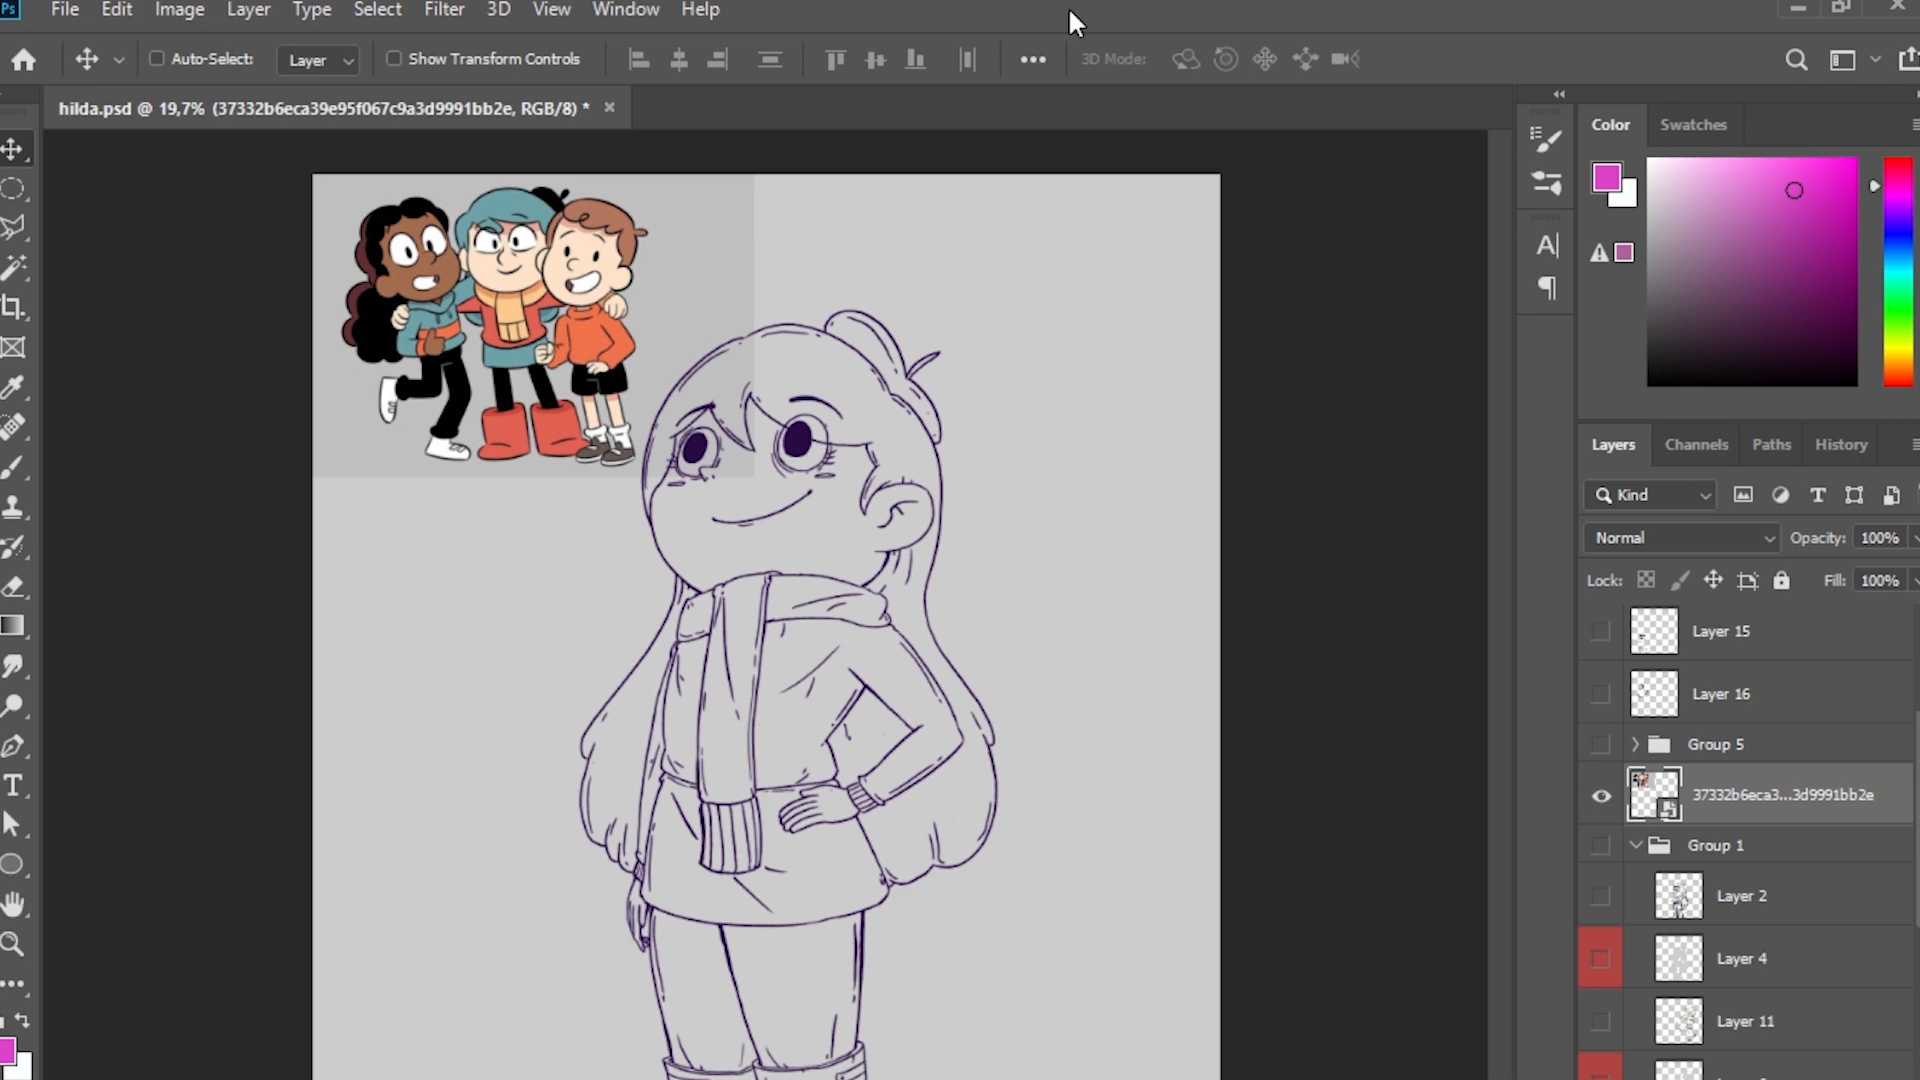 Ps File Edit Image Layer Type Select Filter 3D View Window Help
Auto-Select: Layer Show Transform Controls 3D Mode:
hilda.psd @ 19,7% (37332b6eca39e95f067c9a3d9991bb2e, RGB/8) *
Color Swatches
Layers Channels Paths History
Kind
Normal Opacity: 100%
Lock: Fill: 100%
Layer 15
Layer 16
Group 5
37332b6eca3...3d9991bb2e
Group 1
Layer 2
Layer 4
Layer 11